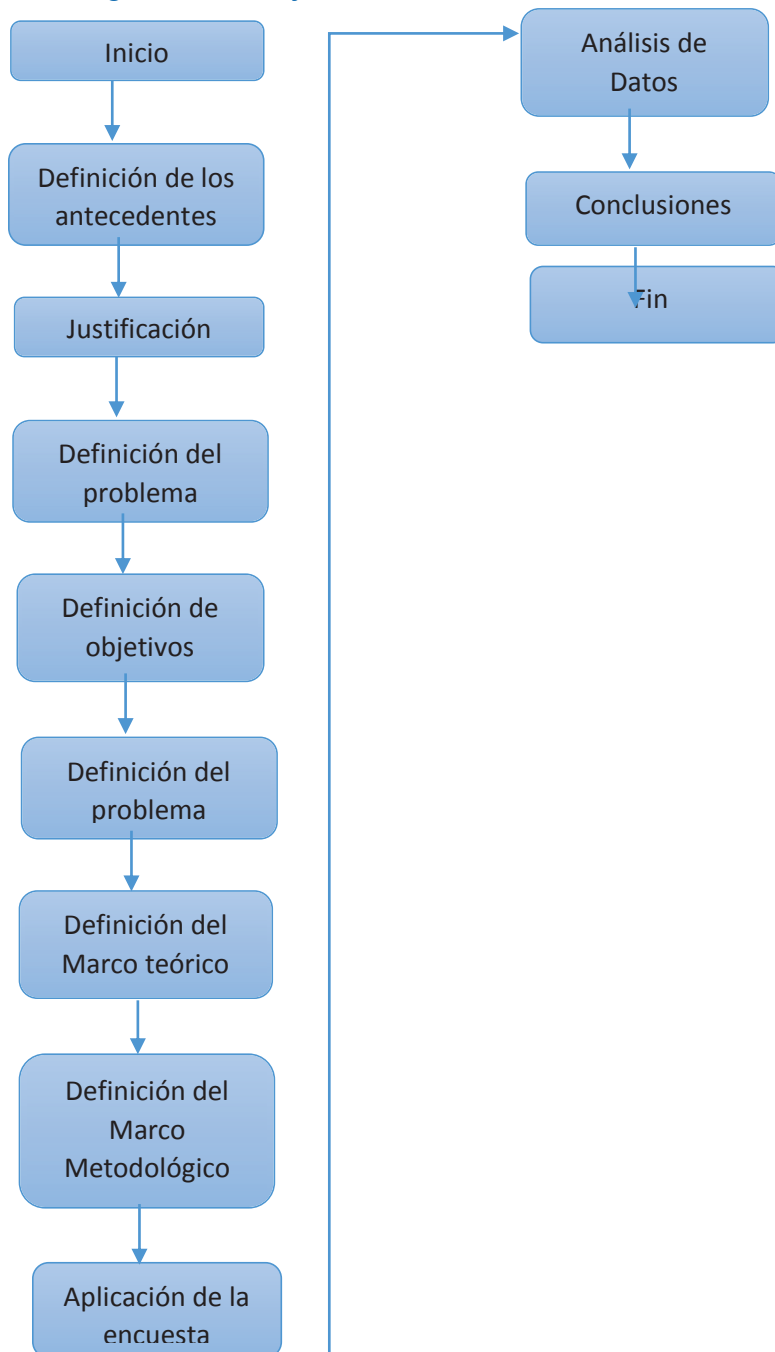 Inicio
Definición de los
antecedentes
Justificación
Definición del
problema
Definición de
objetivos
Definición del
problema
Definición del
Marco teórico
Definición del
Marco
Metodológico
Aplicación de la
encuesta
Análisis de
Datos
Conclusiones
Fin